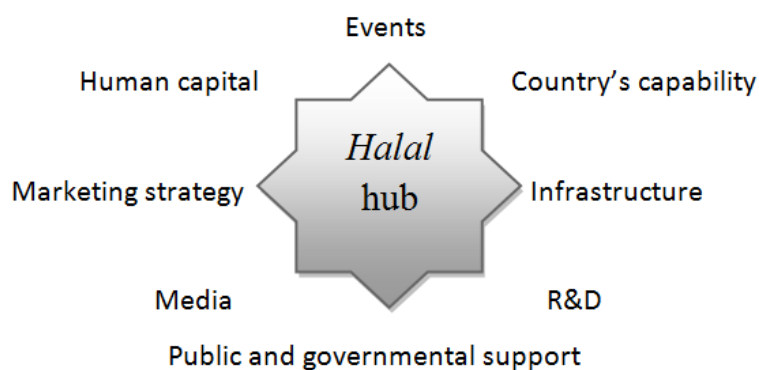 Events
Human capital
Country’s capability
Halal
hub
Marketing strategy
Infrastructure
Media
R&D
Public and governmental support